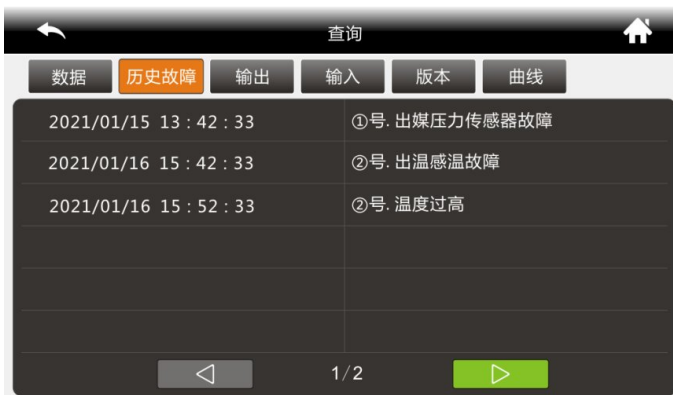 查询
数据 历史故障 输出 输入 版本 曲线
2021/01/15 13：42：33 ①号. 出媒压力传感器故障
2021/01/16 15：42：33 ②号. 出温感温故障
2021/01/16 15：52：33 ②号. 温度过高
1/2